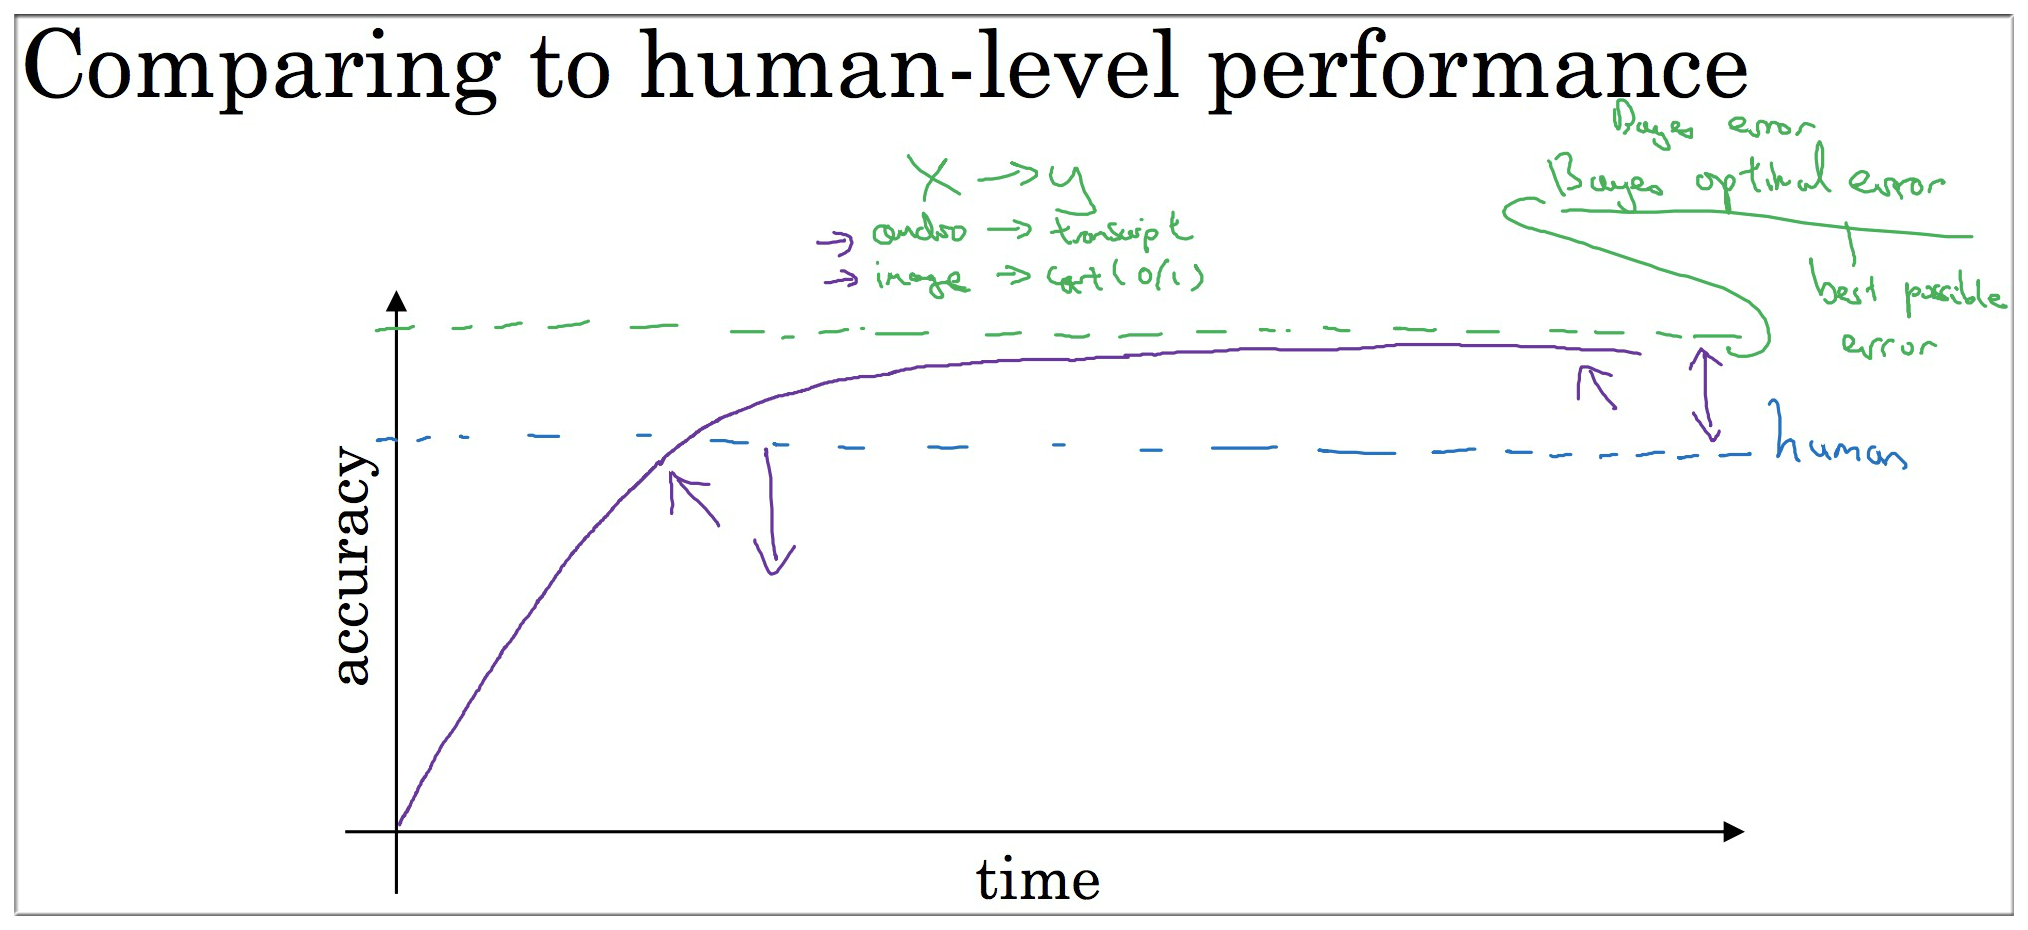 Comparing to human-level performance
Bayes error
Bayes optimal error
best possible
error
X → y
→ audio → transcript
→ image → cat (0/1)
human
accuracy
time